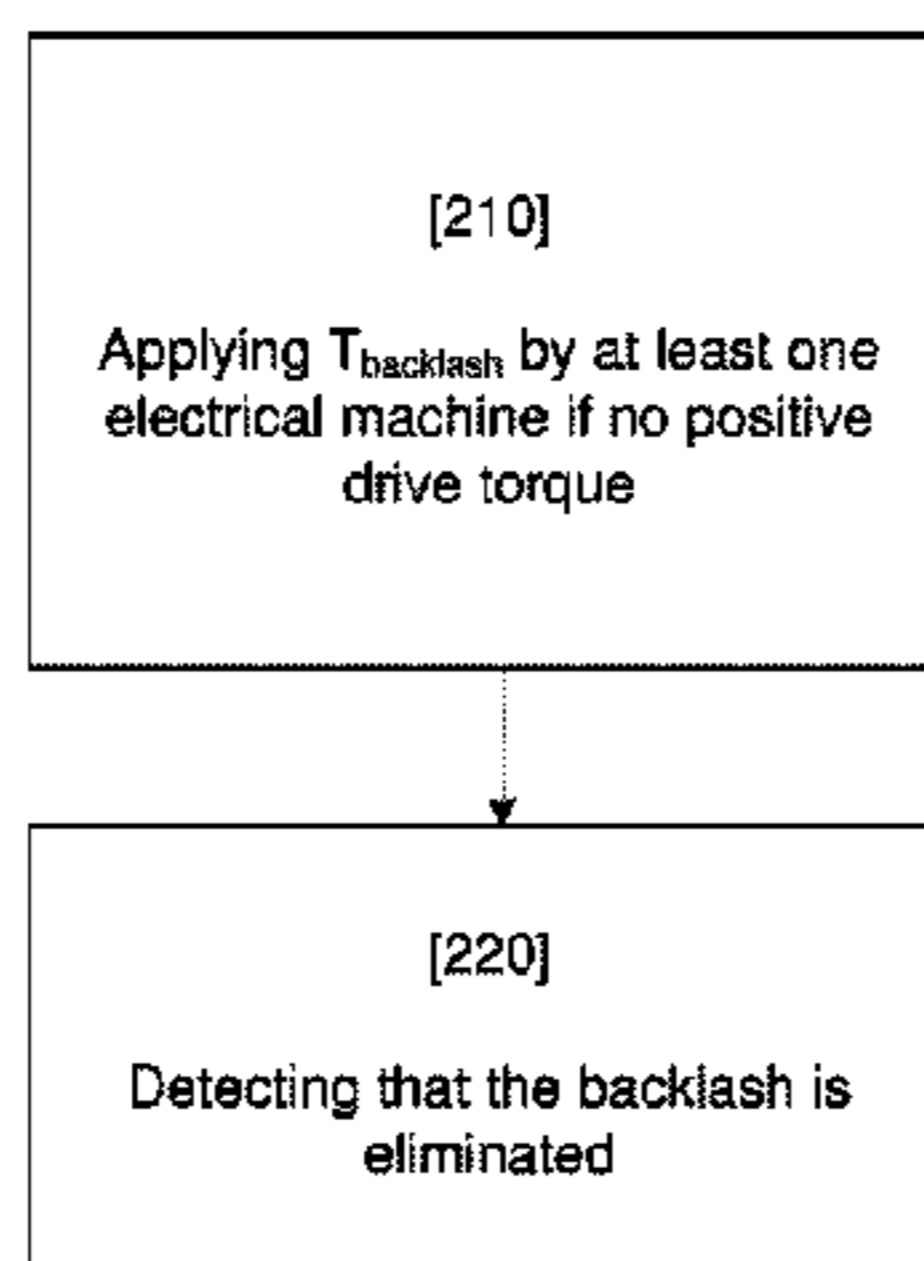 [210]
Applying Tbacklash by at least one
electrical machine if no positive
drive torque
[220]
Detecting that the backlash is
eliminated